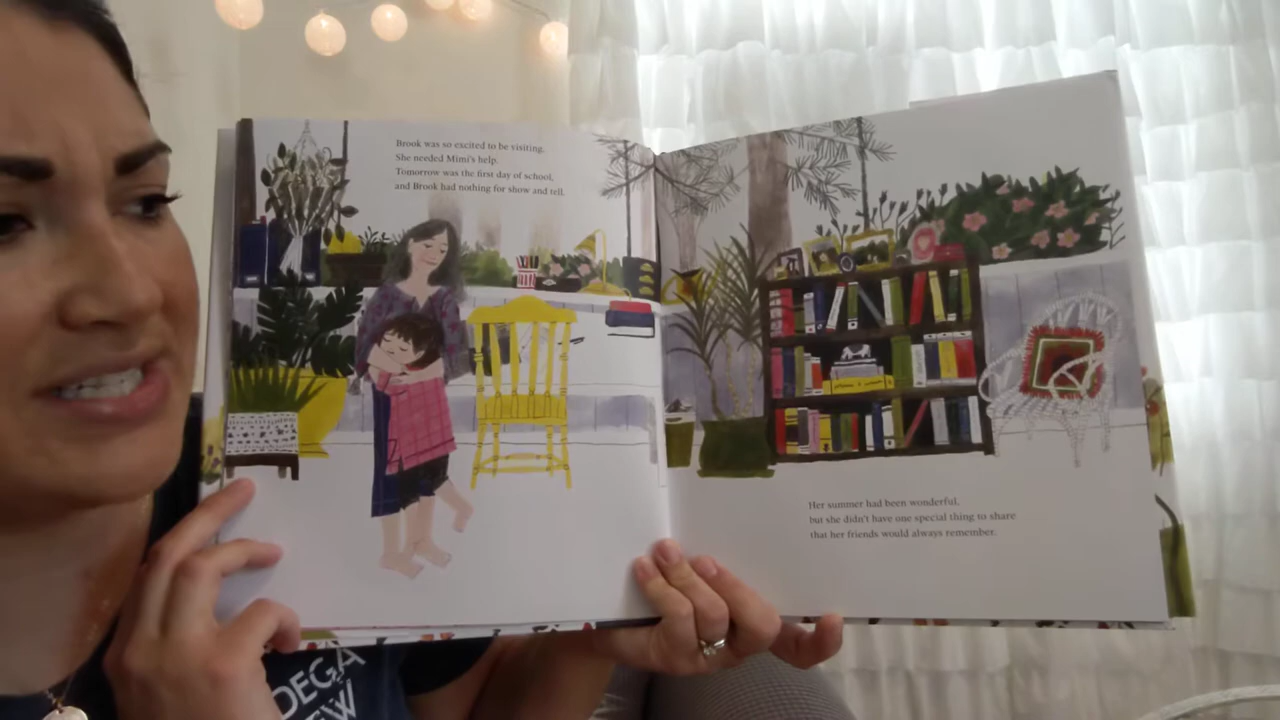 Brook was so excited to be visiting.
She needed Mimi's help.
Tomorrow was the first day of school,
and Brook had nothing for show and tell.
Her summer had been wonderful,
but she didn't have one special thing to share
that her friends would always remember.